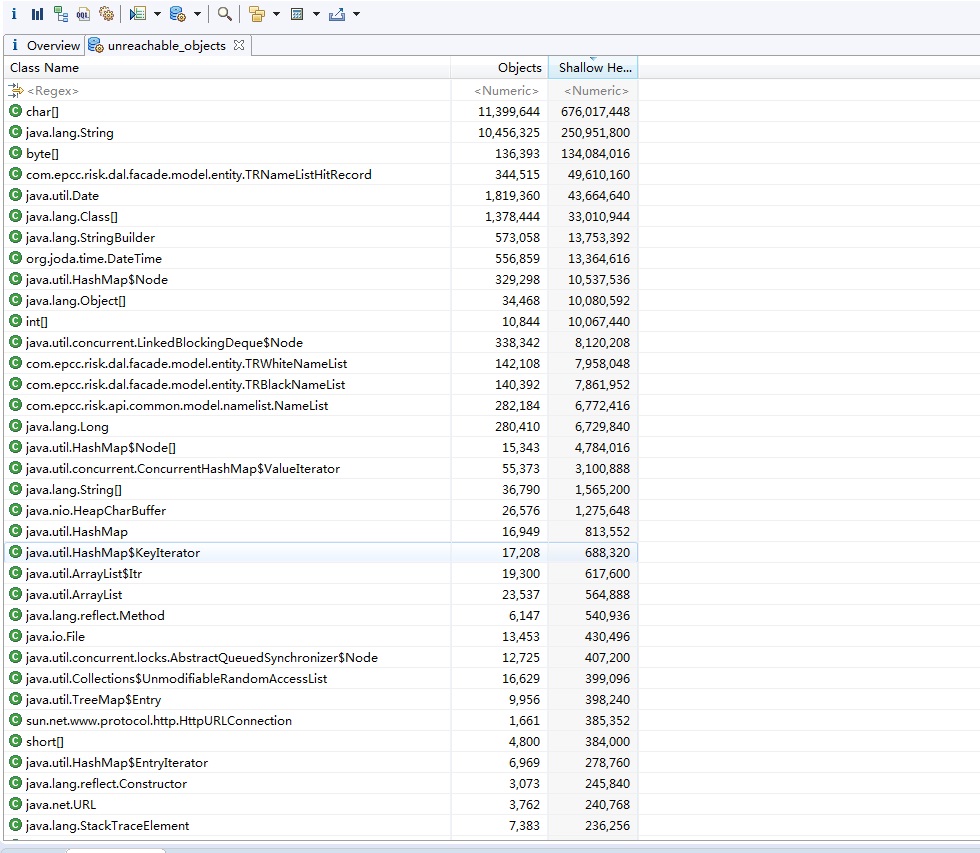 Overview unreachable_objects
Class Name Objects Shallow He...
<Regex> <Numeric> <Numeric>
char[] 11,399,644 676,017,448
java.lang.String 10,456,325 250,951,800
byte[] 136,393 134,084,016
com.epcc.risk.dal.facade.model.entity.TRNameListHitRecord 344,515 49,610,160
java.util.Date 1,819,360 43,664,640
java.lang.Class[] 1,378,444 33,010,944
java.lang.StringBuilder 573,058 13,753,392
org.joda.time.DateTime 556,859 13,364,616
java.util.HashMap$Node 329,298 10,537,536
java.lang.Object[] 34,468 10,080,592
int[] 10,844 10,067,440
java.util.concurrent.LinkedBlockingDeque$Node 338,342 8,120,208
com.epcc.risk.dal.facade.model.entity.TRWhiteNameList 142,108 7,958,048
com.epcc.risk.dal.facade.model.entity.TRBlackNameList 140,392 7,861,952
com.epcc.risk.api.common.model.namelist.NameList 282,184 6,772,416
java.lang.Long 280,410 6,729,840
java.util.HashMap$Node[] 15,343 4,784,016
java.util.concurrent.ConcurrentHashMap$ValueIterator 55,373 3,100,888
java.lang.String[] 36,790 1,565,200
java.nio.HeapCharBuffer 26,576 1,275,648
java.util.HashMap 16,949 813,552
java.util.HashMap$KeyIterator 17,208 688,320
java.util.ArrayList$Itr 19,300 617,600
java.util.ArrayList 23,537 564,888
java.lang.reflect.Method 6,147 540,936
java.io.File 13,453 430,496
java.util.concurrent.locks.AbstractQueuedSynchronizer$Node 12,725 407,200
java.util.Collections$UnmodifiableRandomAccessList 16,629 399,096
java.util.TreeMap$Entry 9,956 398,240
sun.net.www.protocol.http.HttpURLConnection 1,661 385,352
short[] 4,800 384,000
java.util.HashMap$EntryIterator 6,969 278,760
java.lang.reflect.Constructor 3,073 245,840
java.net.URL 3,762 240,768
java.lang.StackTraceElement 7,383 236,256